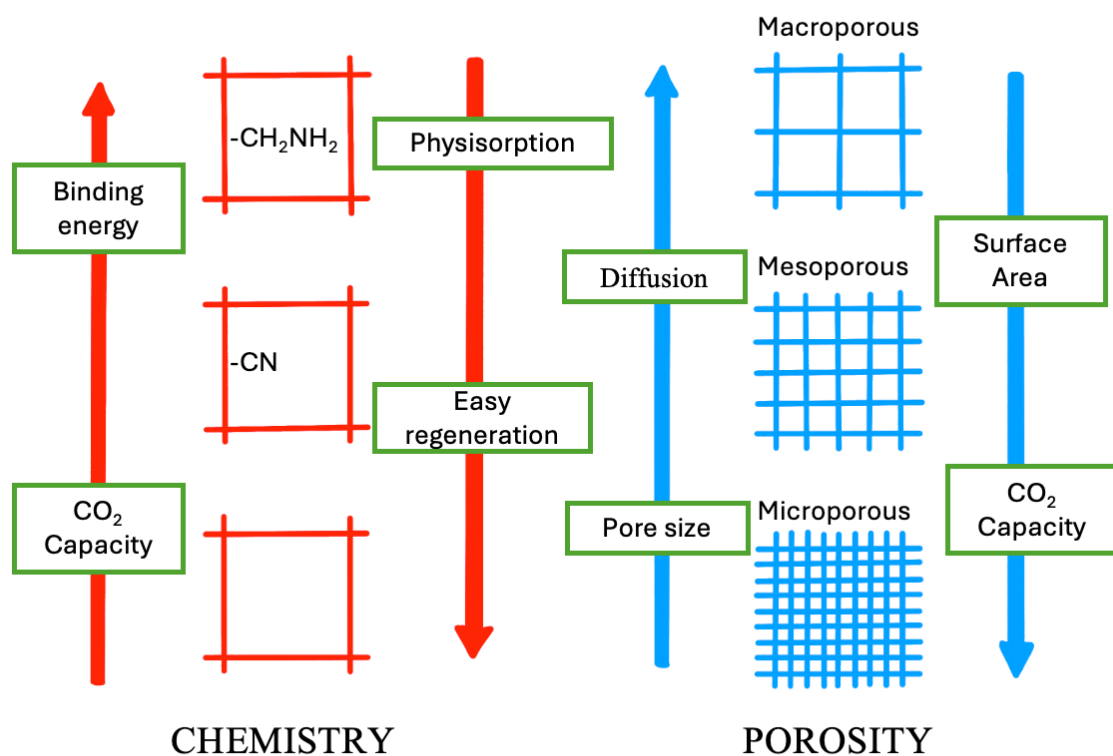 Macroporous
-CH₂NH₂
Physisorption
Binding
energy
Surface
Area
Diffusion
Mesoporous
-CN
Easy
regeneration
CO₂
Capacity
Pore size
Microporous
CO₂
Capacity
CHEMISTRY
POROSITY